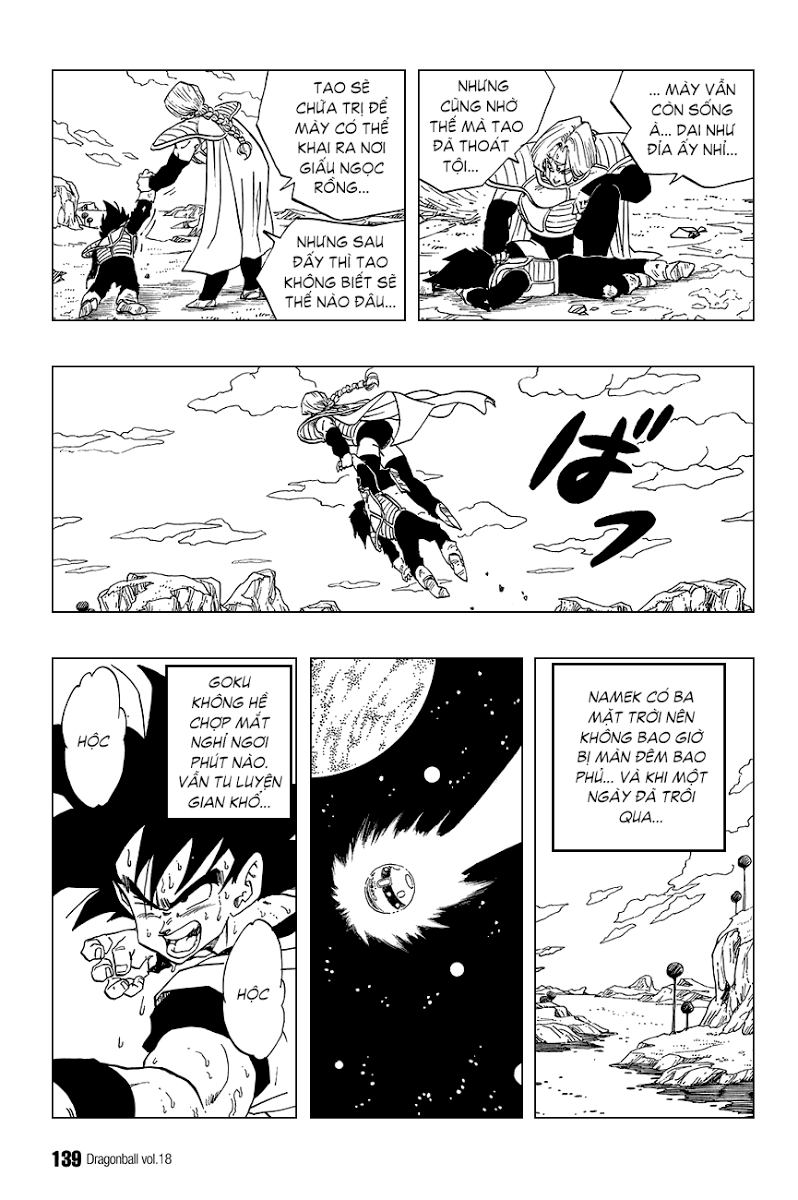 ... MÀY VẪN
CÒN SỐNG
À... DAI NHƯ
ĐỈA ẤY NHỈ...
NHƯNG
CŨNG NHỜ
THẾ MÀ TAO
ĐÃ THOÁT
TỘI...
TAO SẼ
CHỮA TRỊ ĐỂ
MÀY CÓ THỂ
KHAI RA NƠI
GIẤU NGỌC
RỒNG...
NHƯNG SAU
ĐẤY THÌ TAO
KHÔNG BIẾT SẼ
THẾ NÀO ĐÂU...
ばっ
NAMEK CÓ BA
MẶT TRỜI NÊN
KHÔNG BAO GIỜ
BỊ MÀN ĐÊM BAO
PHỦ... VÀ KHI MỘT
NGÀY ĐÃ TRÔI
QUA...
GOKU
KHÔNG HỀ
CHỢP MẮT
NGHỈ NGƠI
PHÚT NÀO.
VẪN TU LUYỆN
GIAN KHỔ...
HỘC
HỘC
139 Dragonball vol.18